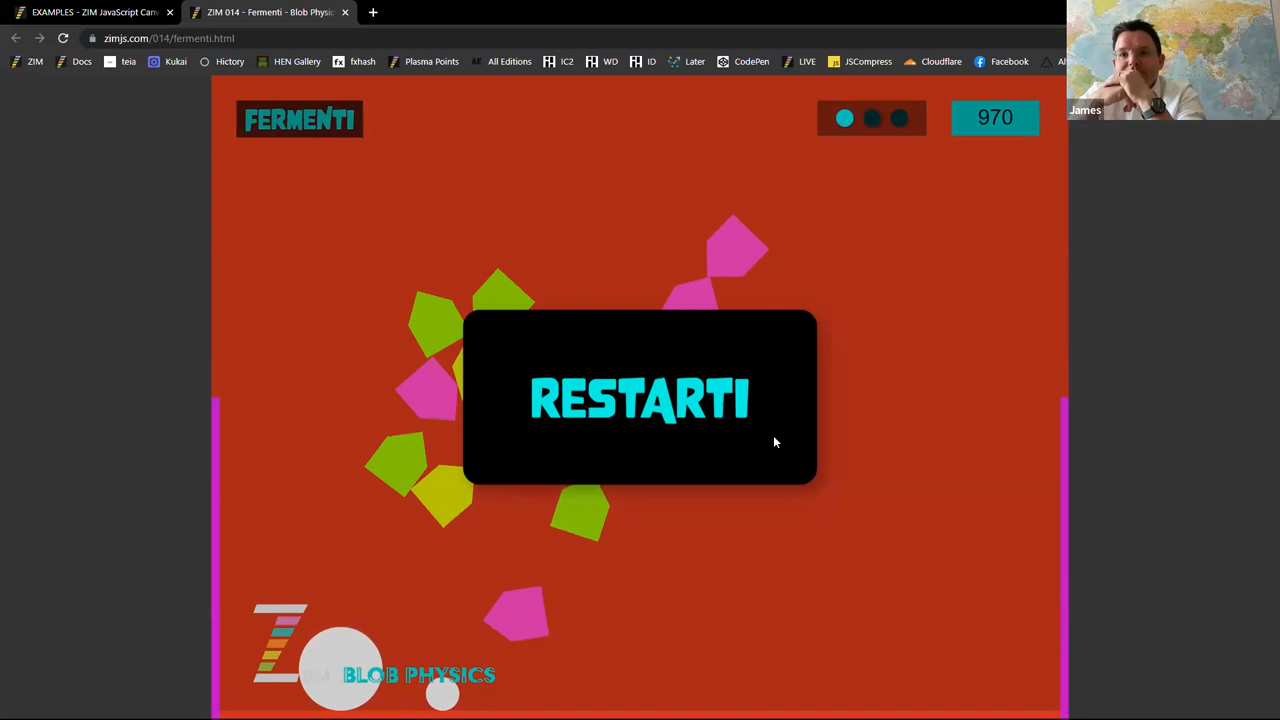 EXAMPLES - ZIM JavaScript Canv
ZIM 014 - Fermenti - Blob Physic
zimjs.com/014/fermenti.html
ZIM
Docs
teia
Kukai
Hictory
HEN Gallery
fxhash
Plasma Points
All Editions
IC2
WD
ID
Later
CodePen
LIVE
JSCompress
Cloudflare
Facebook
James
FERMENTI
970
RESTARTI
BLOB PHYSICS